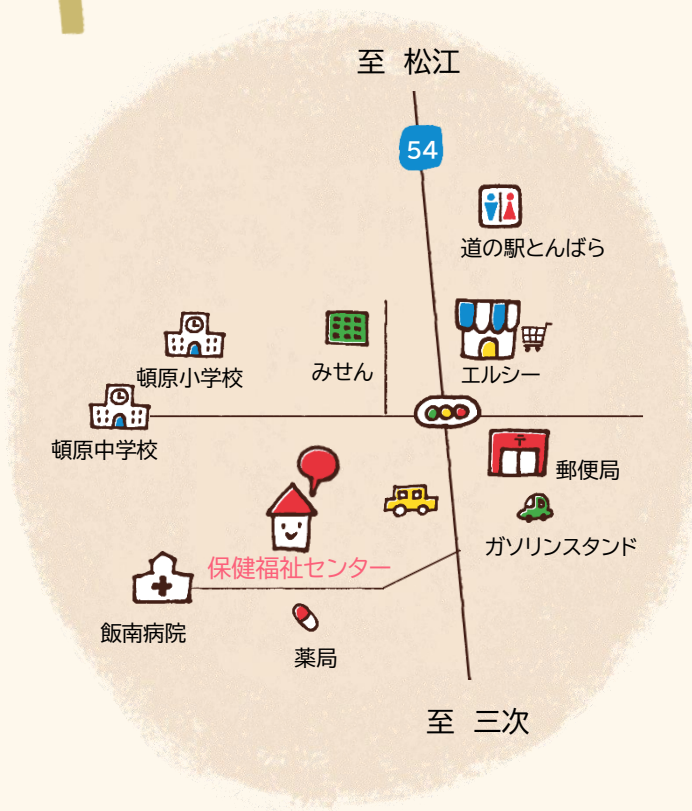 至 松江
54
道の駅とんばら
頓原小学校
みせん
エルシー
頓原中学校
郵便局
ガソリンスタンド
保健福祉センター
飯南病院
薬局
至 三次